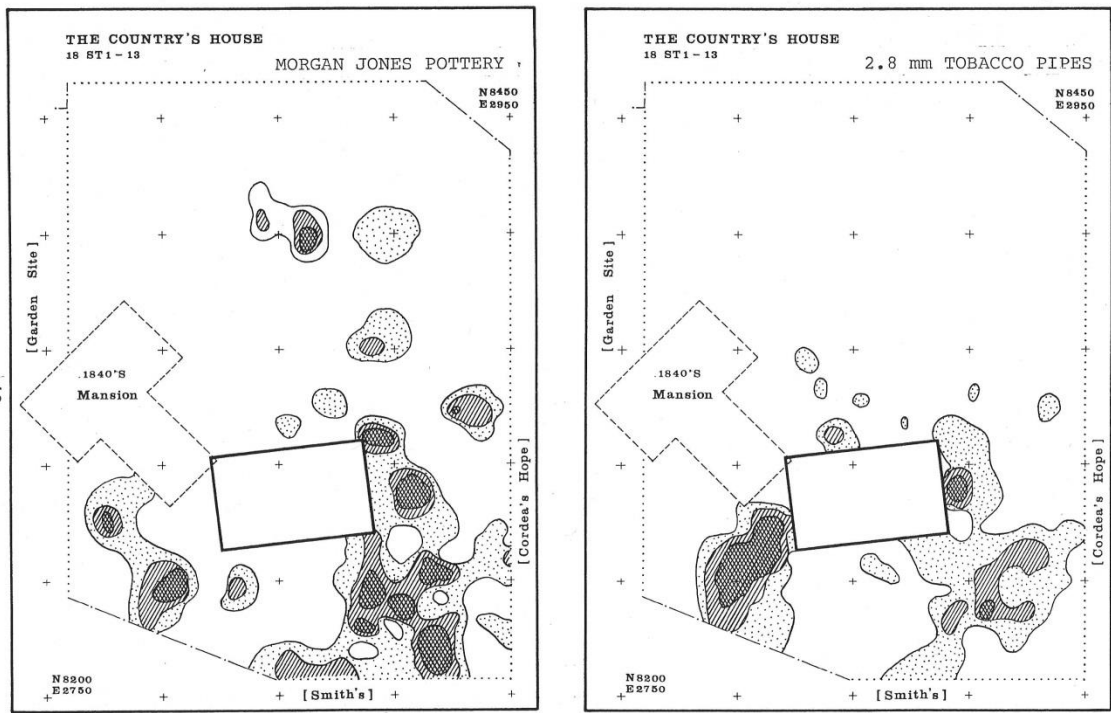 THE COUNTRY'S HOUSE
18 ST1-13
MORGAN JONES POTTERY
N8450
E2950
[Garden Site]
.1840'S
Mansion
[Cordea's Hope]
N8200
E2750
[Smith's]
THE COUNTRY'S HOUSE
18 ST1-13
2.8 mm TOBACCO PIPES
N8450
E2950
[Garden Site]
.1840'S
Mansion
[Cordea's Hope]
N8200
E2750
[Smith's]